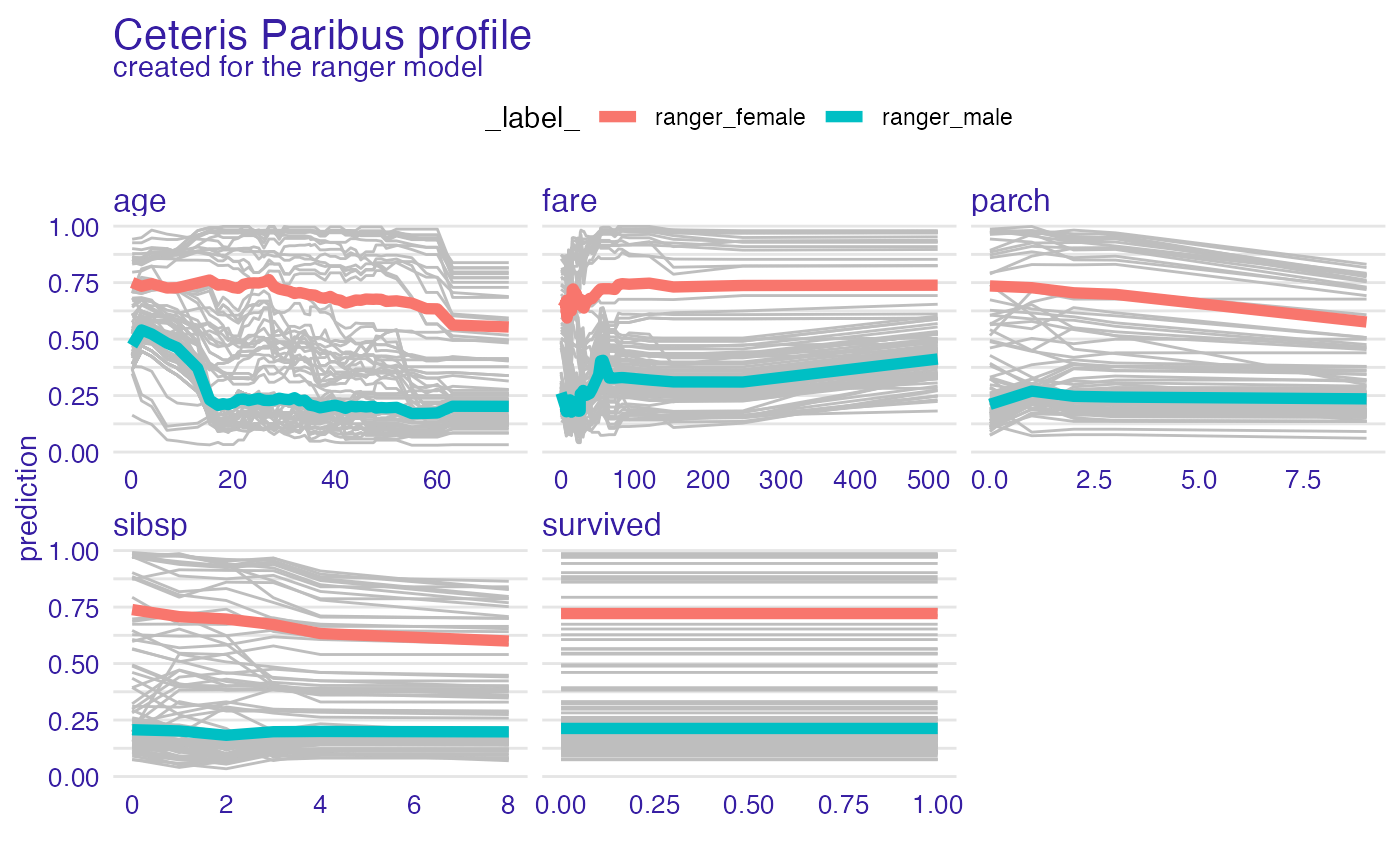 Ceteris Paribus profile
created for the ranger model
_label_ ranger_female ranger_male
age fare parch
1.00
0.75
0.50
0.25
0.00
0 20 40 60 0 100 200 300 400 500 0.0 2.5 5.0 7.5
prediction
sibsp survived
1.00
0.75
0.50
0.25
0.00
0 2 4 6 8 0.00 0.25 0.50 0.75 1.00